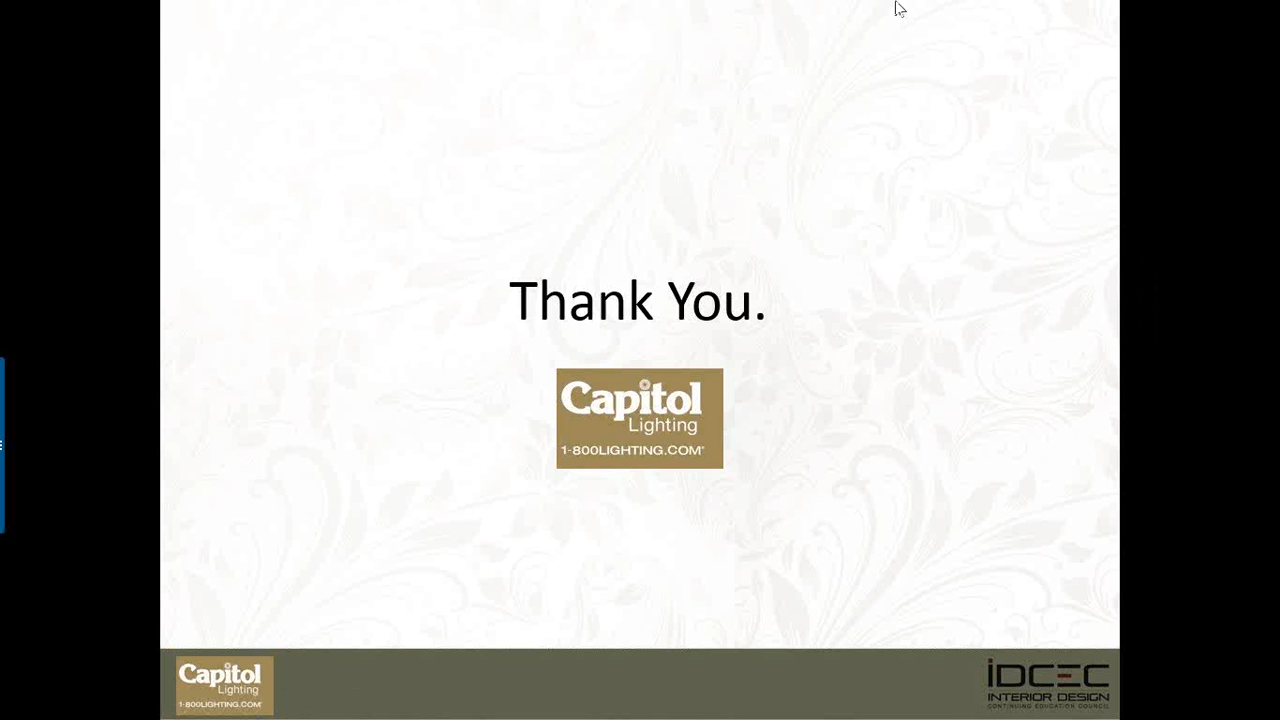 Thank You.
Capitol
Lighting
1-800LIGHTING.COM®
Capitol
Lighting
1-800LIGHTING.COM®
IDCEC
INTERIOR DESIGN
CONTINUING EDUCATION COUNCIL